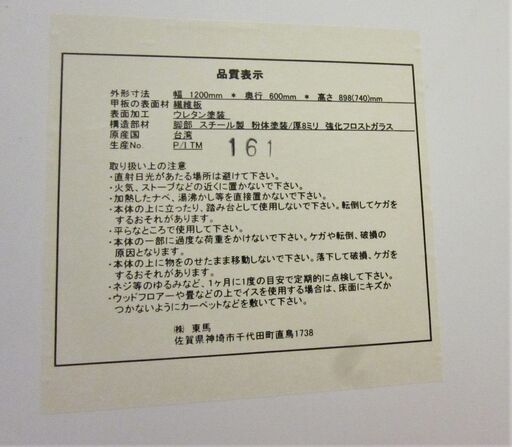 品質表示
外形寸法 幅 1200mm * 奥行 600mm * 高さ 898(740)mm
甲板の表面材 繊維板
表面加工 ウレタン塗装
構造部材 脚部 スチール製 粉体塗装/厚8ミリ 強化フロストガラス
原産国 台湾
生産No. P/I TM 161
取り扱い上の注意
・直射日光があたる場所は避けて下さい。
・火気、ストーブなどの近くに置かないで下さい。
・加熱したナベ、湯沸かし等を直接置かないで下さい。
・本体の上に立ったり、踏み台として使用しないで下さい。転倒してケガを
するおそれがあります。
・平らなところで使用して下さい。
・本体の一部に過度な荷重をかけないで下さい。ケガや転倒、破損の
原因となります。
・本体の上に物をのせたまま移動しないで下さい。落下して破損、ケガを
するおそれがあります。
・ネジ等のゆるみなど、1ヶ月に1度の目安で定期的に点検して下さい。
・ウッドフロアーや畳などの上でイスを使用する場合は、床面にキズか
つかないようにカーペットなどを敷いて下さい。
㈱ 東馬
佐賀県神埼市千代田町直鳥1738